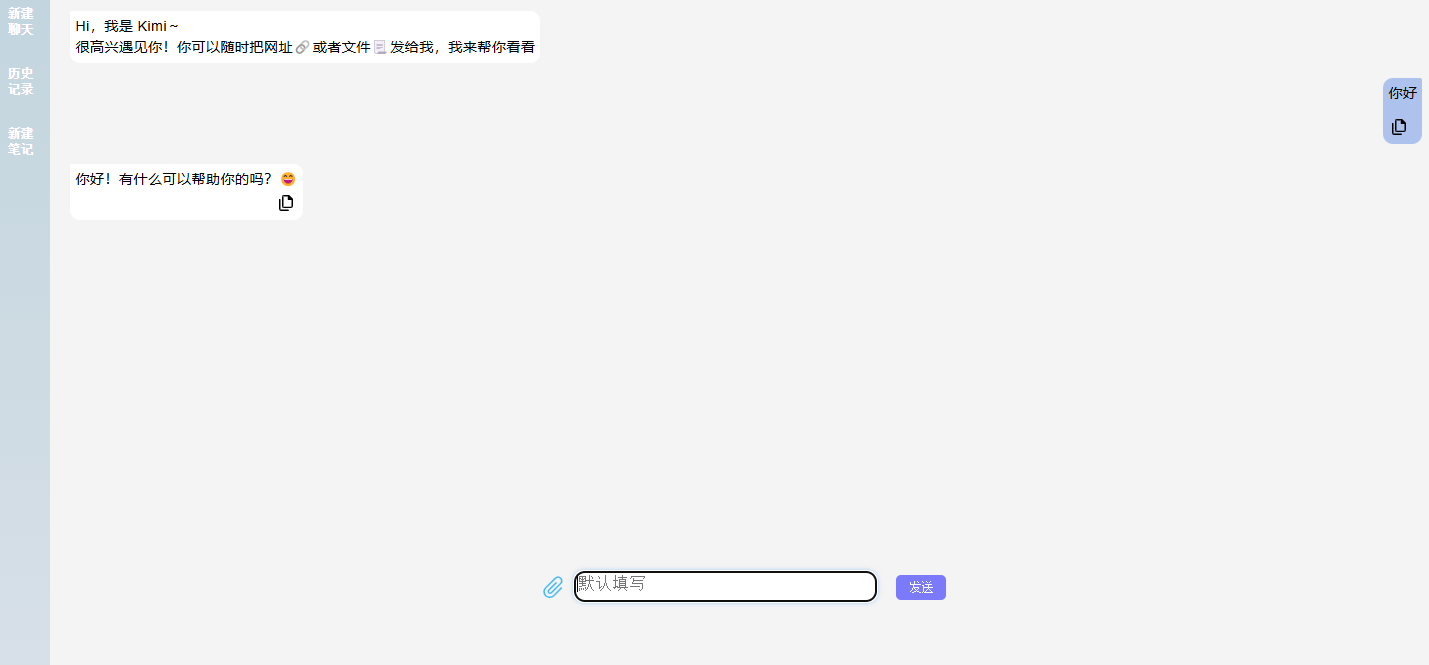 新建
聊天
历史
记录
新建
笔记
Hi，我是 Kimi～
很高兴遇见你！你可以随时把网址🔗或者文件📃发给我，我来帮你看看
你好
你好！有什么可以帮助你的吗？😄
默认填写
发送